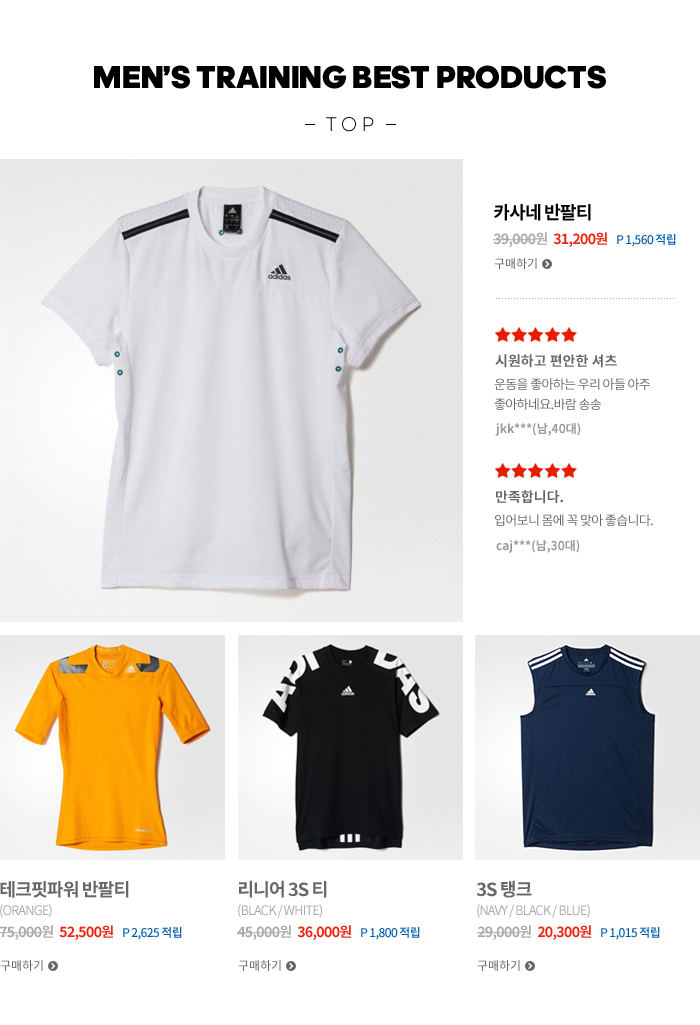 MEN'S TRAINING BEST PRODUCTS
– TOP –
adidas
카사네 반팔티
39,000원 31,200원 P 1,560 적립
구매하기
시원하고 편안한 셔츠
운동을 좋아하는 우리 아들 아주
좋아하네요.바람 송송
jkk***(남,40대)
만족합니다.
입어보니 몸에 꼭 맞아 좋습니다.
caj***(남,30대)
테크핏파워 반팔티
(ORANGE)
75,000원 52,500원 P 2,625 적립
구매하기
리니어 3S 티
(BLACK / WHITE)
45,000원 36,000원 P 1,800 적립
구매하기
3S 탱크
(NAVY / BLACK / BLUE)
29,000원 20,300원 P 1,015 적립
구매하기